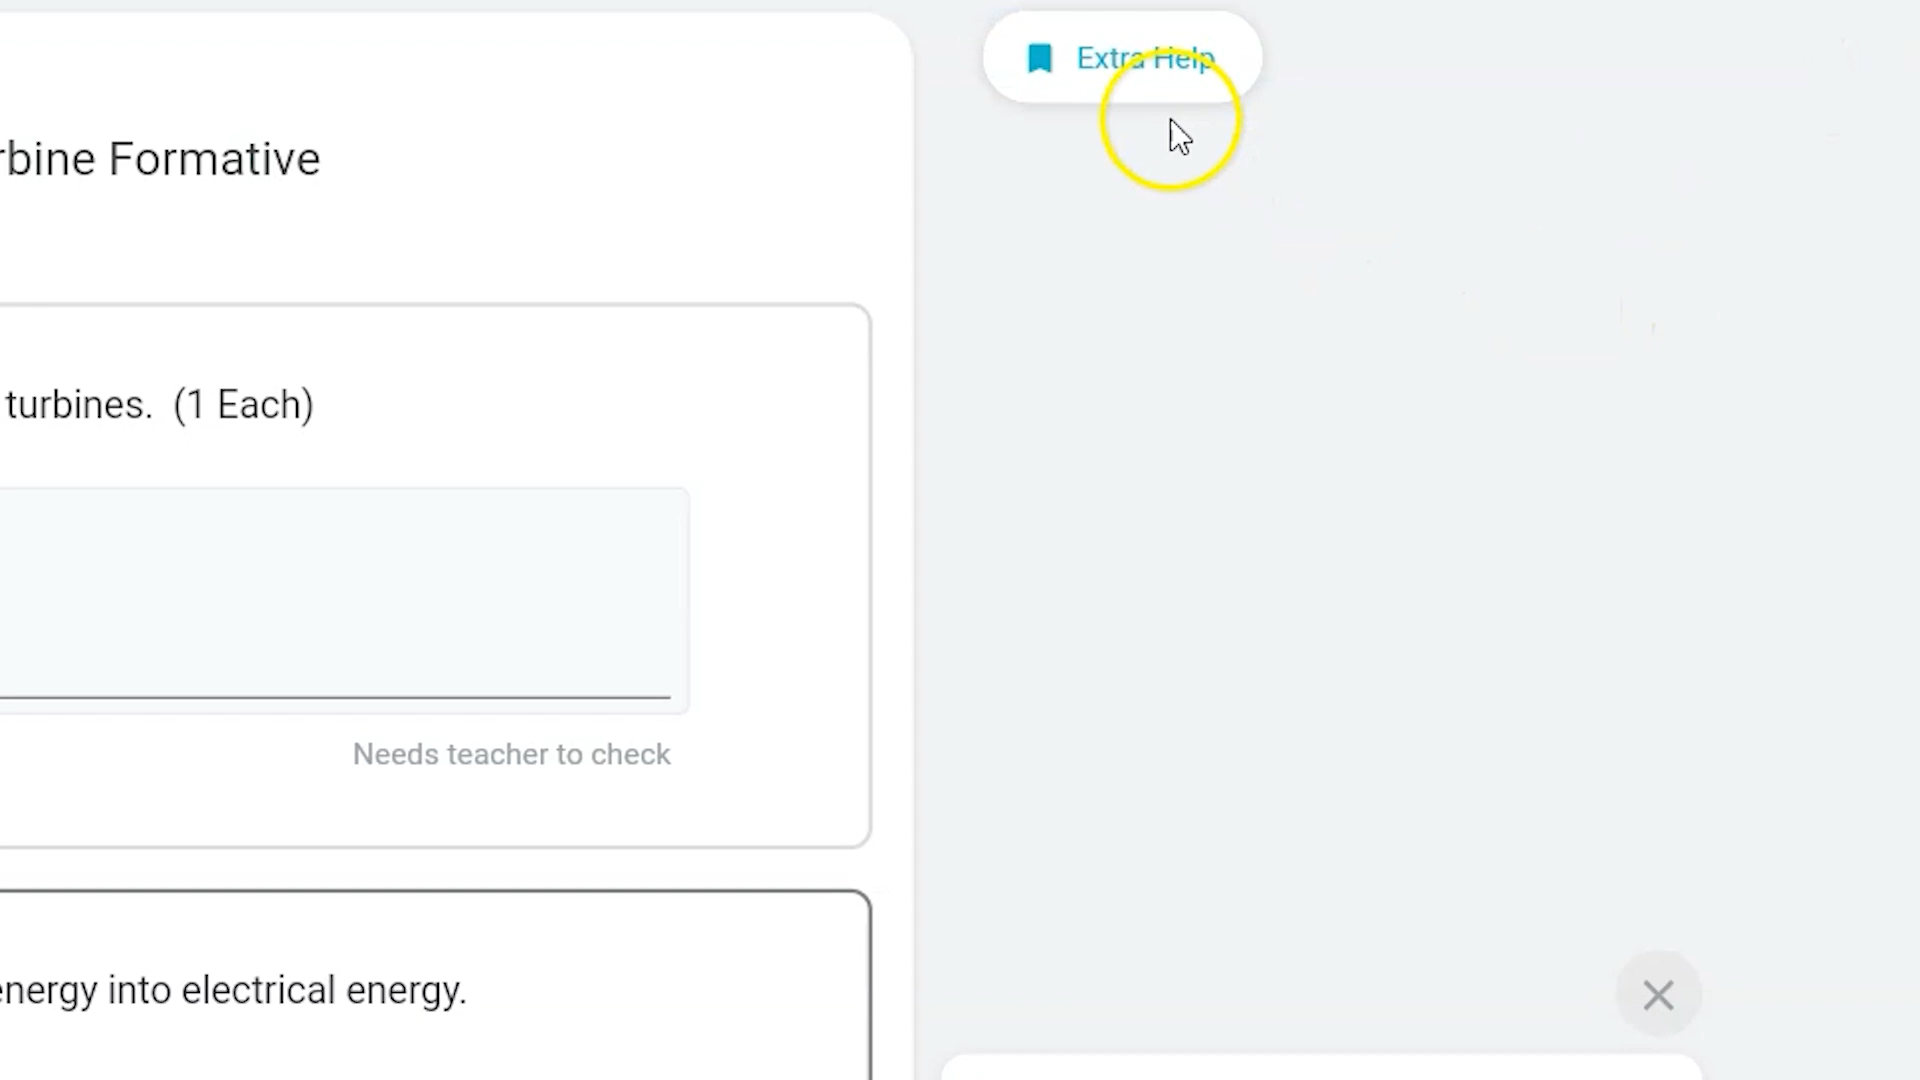 Extra Help
rbine Formative
turbines. (1 Each)
Needs teacher to check
energy into electrical energy.